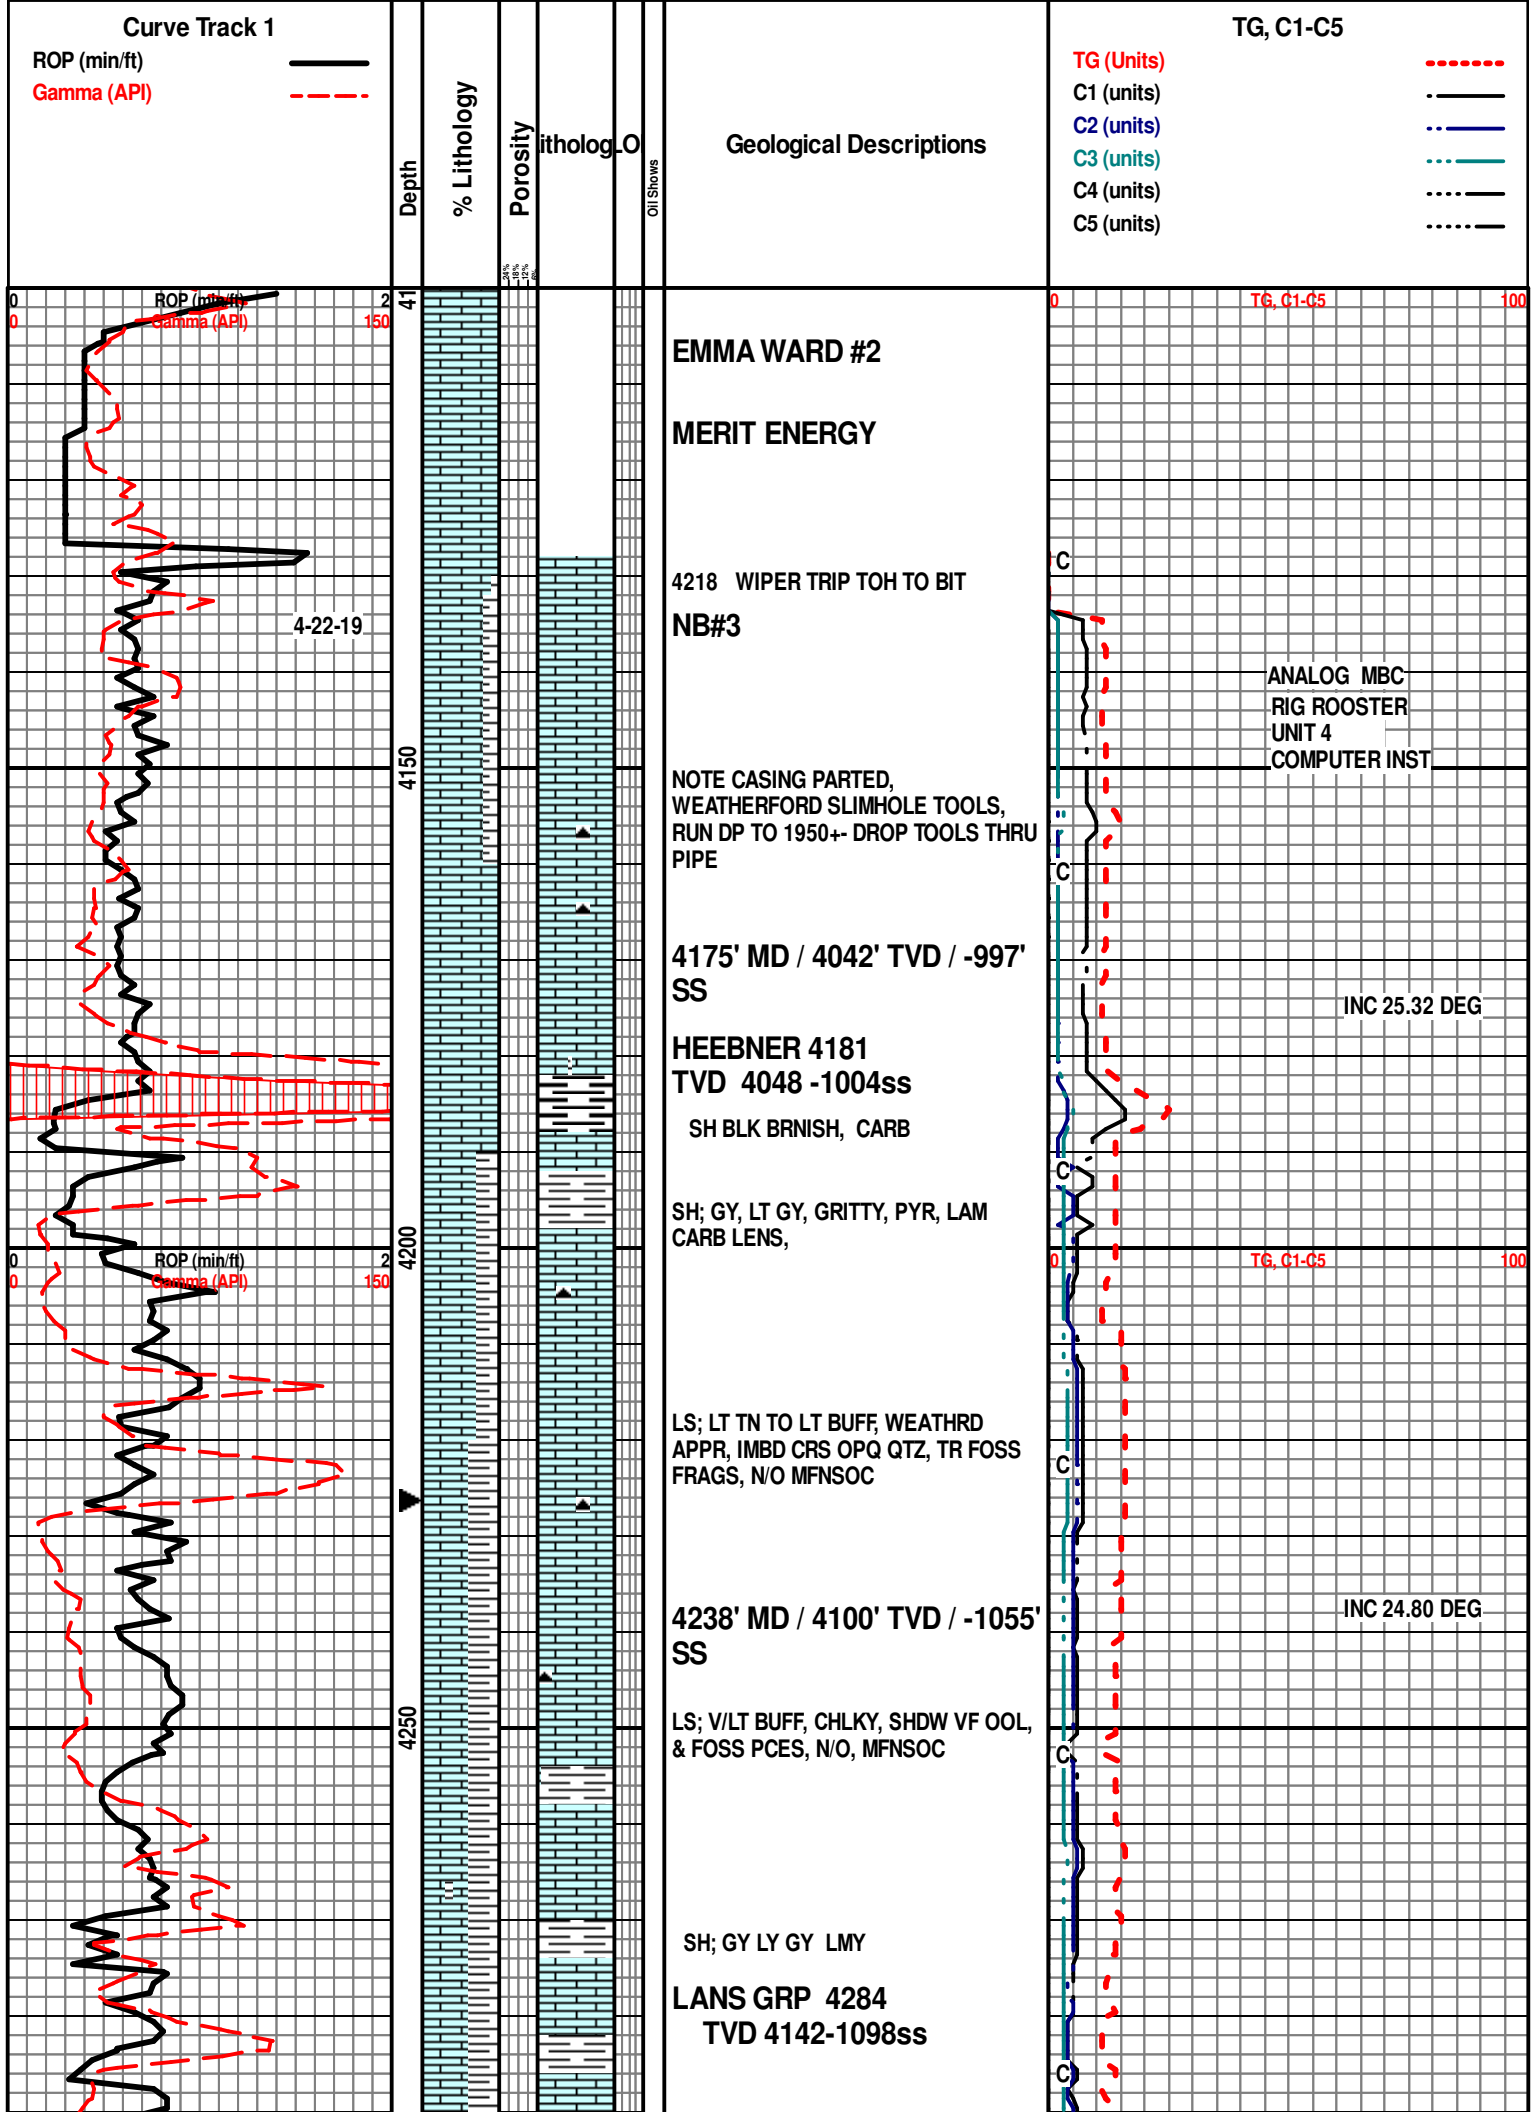 Curve Track 1
ROP (min/ft)
Gamma (API)
Depth
% Lithology
Porosity
24%
18%
12%
6%
itholog
LO
Oil Shows
Geological Descriptions
TG, C1-C5
TG (Units)
C1 (units)
C2 (units)
C3 (units)
C4 (units)
C5 (units)
0 ROP (min/ft) 2
0 Gamma (API) 150
41
0 TG, C1-C5 100
EMMA WARD #2
MERIT ENERGY
C
4218 WIPER TRIP TOH TO BIT
4-22-19
NB#3
ANALOG MBC
RIG ROOSTER
UNIT 4
COMPUTER INST
4150
NOTE CASING PARTED,
WEATHERFORD SLIMHOLE TOOLS,
RUN DP TO 1950+- DROP TOOLS THRU
PIPE
C
4175' MD / 4042' TVD / -997'
SS
INC 25.32 DEG
HEEBNER 4181
TVD 4048 -1004ss
SH BLK BRNISH, CARB
C
SH; GY, LT GY, GRITTY, PYR, LAM
CARB LENS,
4200
0 ROP (min/ft) 2
0 Gamma (API) 150
0 TG, C1-C5 100
LS; LT TN TO LT BUFF, WEATHRD
APPR, IMBD CRS OPQ QTZ, TR FOSS
FRAGS, N/O MFNSOC
C
4238' MD / 4100' TVD / -1055'
SS
INC 24.80 DEG
4250
LS; V/LT BUFF, CHLKY, SHDW VF OOL,
& FOSS PCES, N/O, MFNSOC
C
SH; GY LY GY LMY
LANS GRP 4284
TVD 4142-1098ss
C